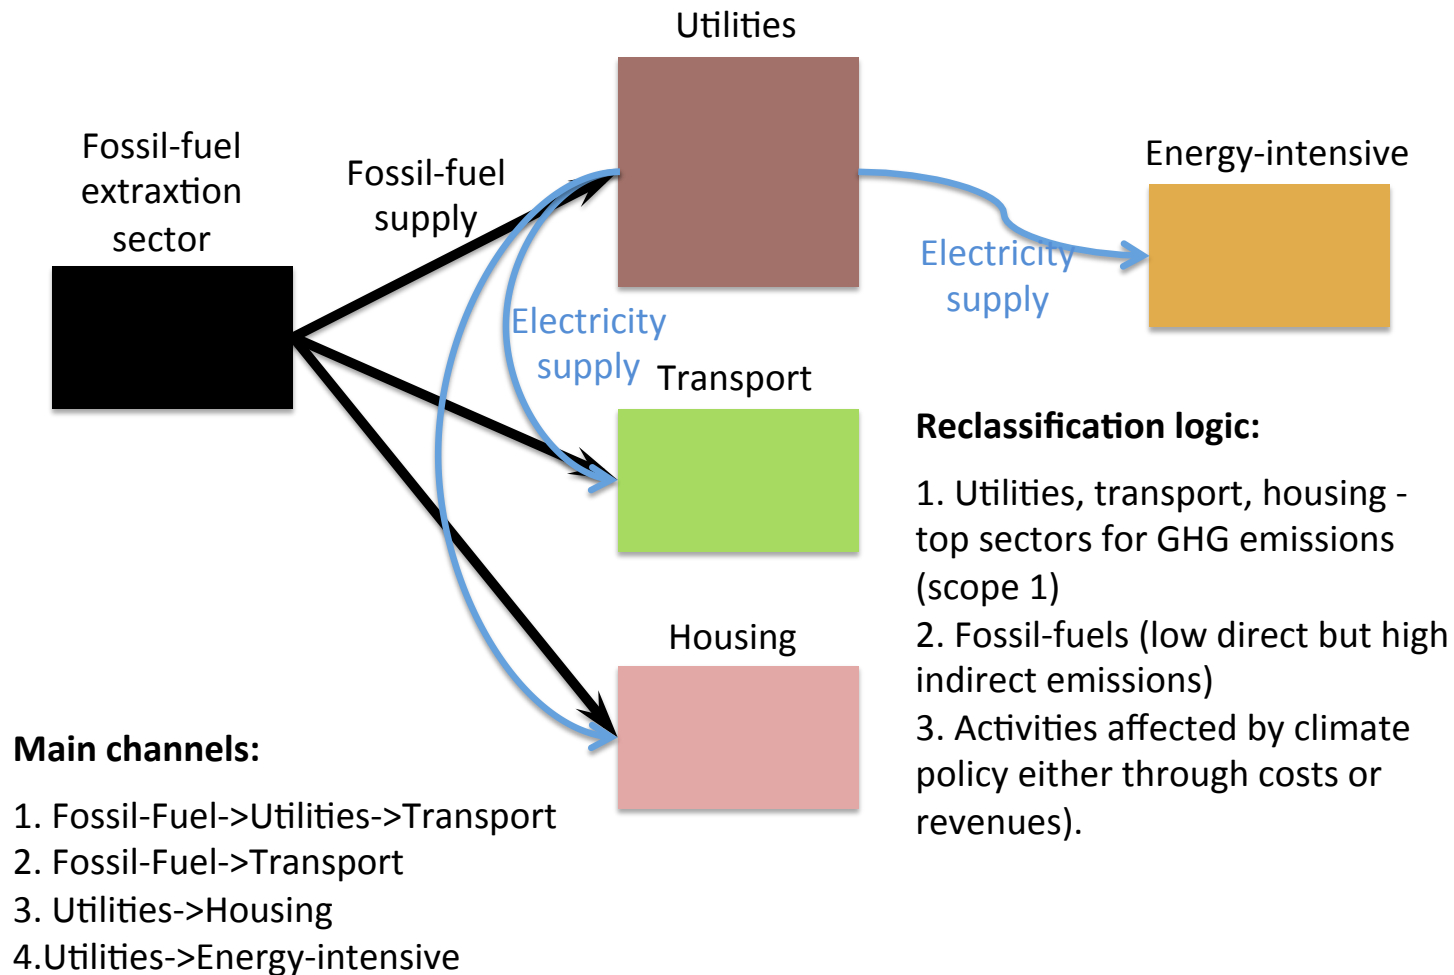 Utilities
Fossil-fuel
extraxtion
sector
Fossil-fuel
supply
Energy-intensive
Electricity
supply
Electricity
supply
Transport
Housing
Reclassification logic:
1. Utilities, transport, housing -
top sectors for GHG emissions
(scope 1)
2. Fossil-fuels (low direct but high
indirect emissions)
3. Activities affected by climate
policy either through costs or
revenues).
Main channels:
1. Fossil-Fuel->Utilities->Transport
2. Fossil-Fuel->Transport
3. Utilities->Housing
4.Utilities->Energy-intensive